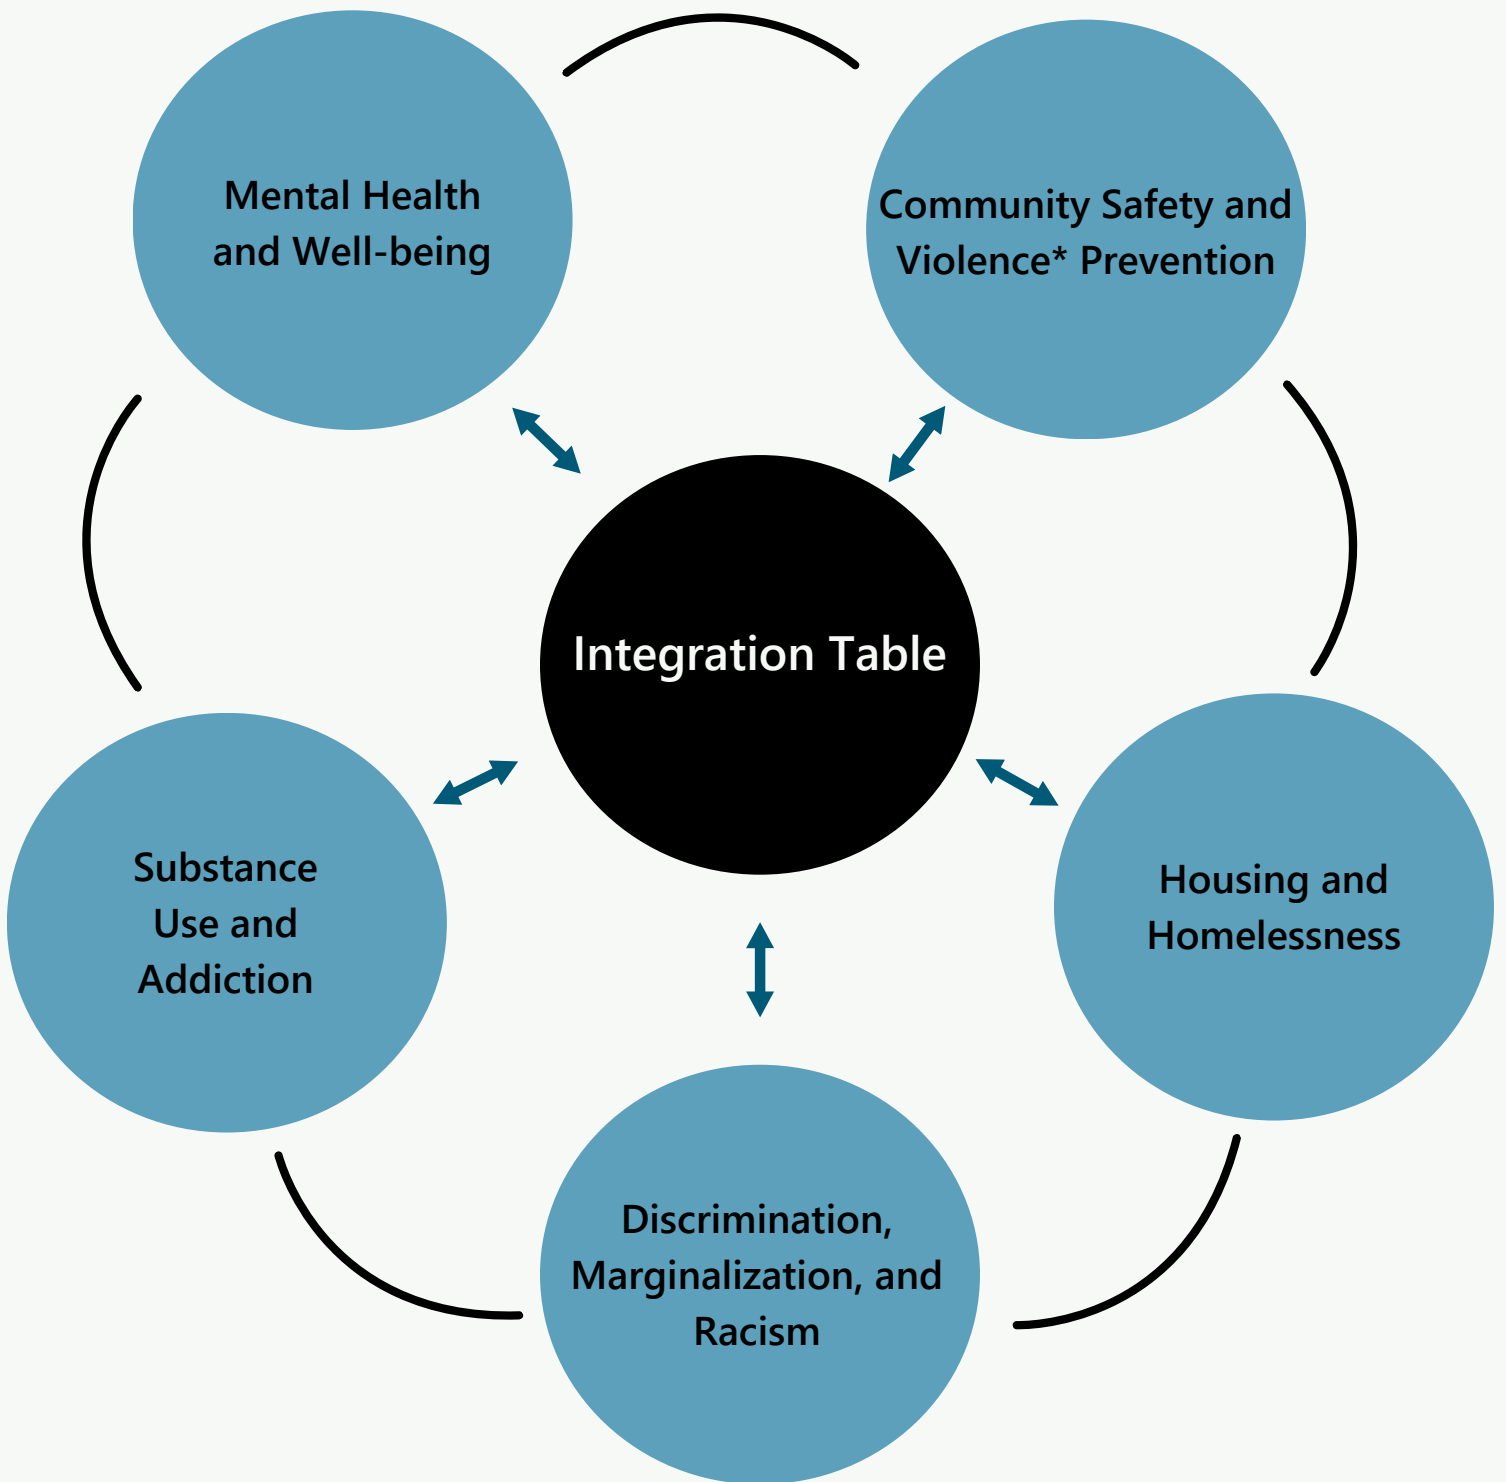 Mental Health
and Well-being
Community Safety and
Violence* Prevention
Integration Table
Substance
Use and
Addiction
Housing and
Homelessness
Discrimination,
Marginalization, and
Racism